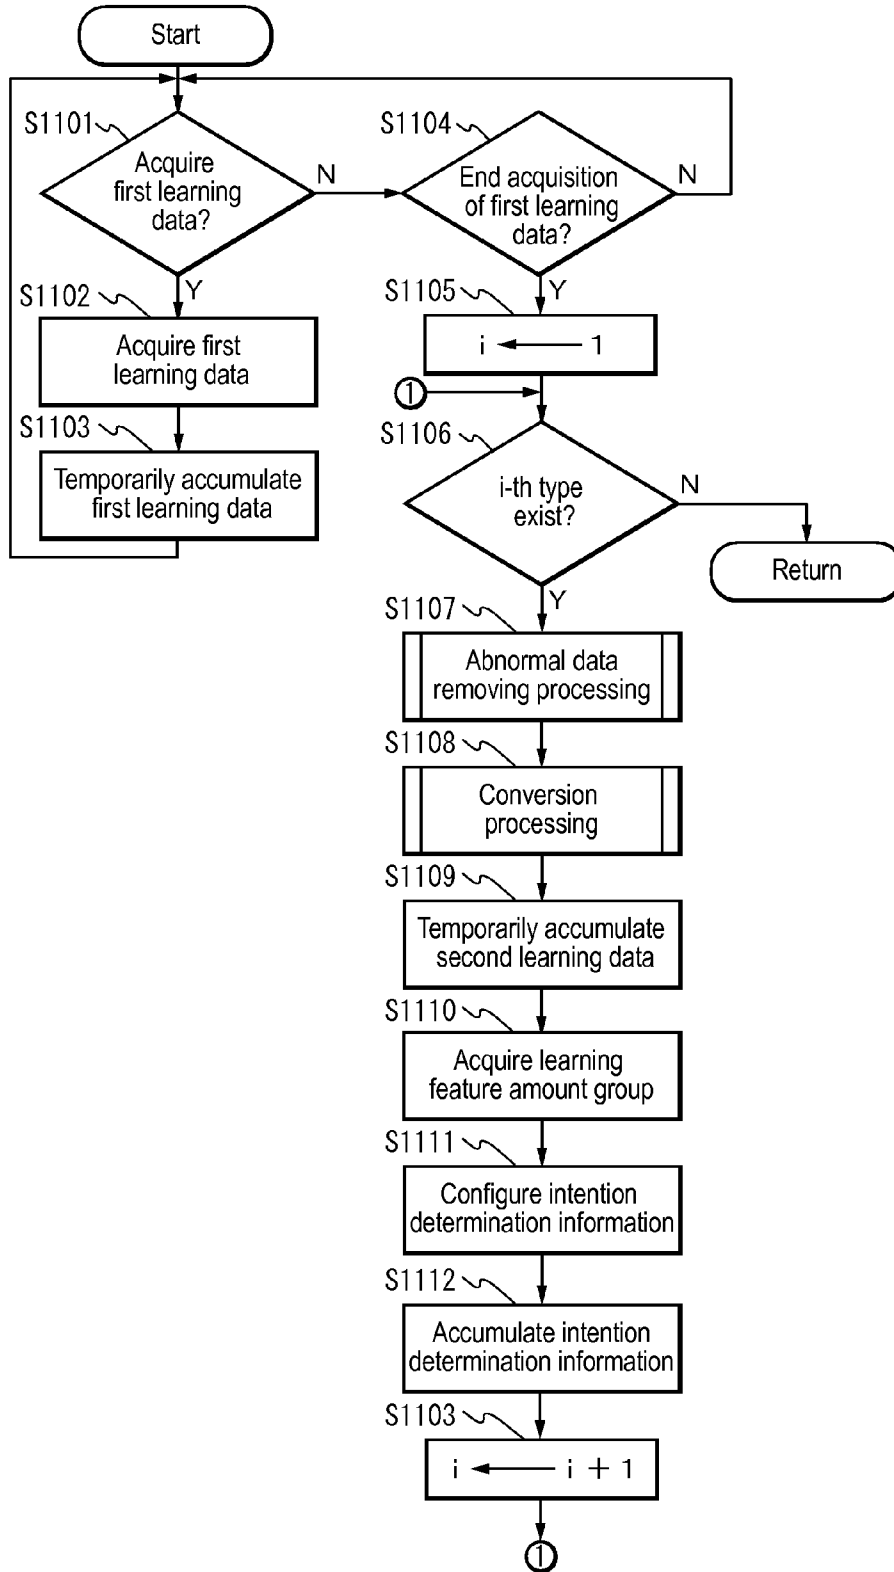 Start
S1101
Acquire
first learning
data?
N
Y
S1104
End acquisition
of first learning
data?
N
Y
S1102
Acquire first
learning data
S1103
Temporarily accumulate
first learning data
S1105
i ← 1
1
S1106
i-th type
exist?
N
Y
Return
S1107
Abnormal data
removing processing
S1108
Conversion
processing
S1109
Temporarily accumulate
second learning data
S1110
Acquire learning
feature amount group
S1111
Configure intention
determination information
S1112
Accumulate intention
determination information
S1103
i ← i + 1
1